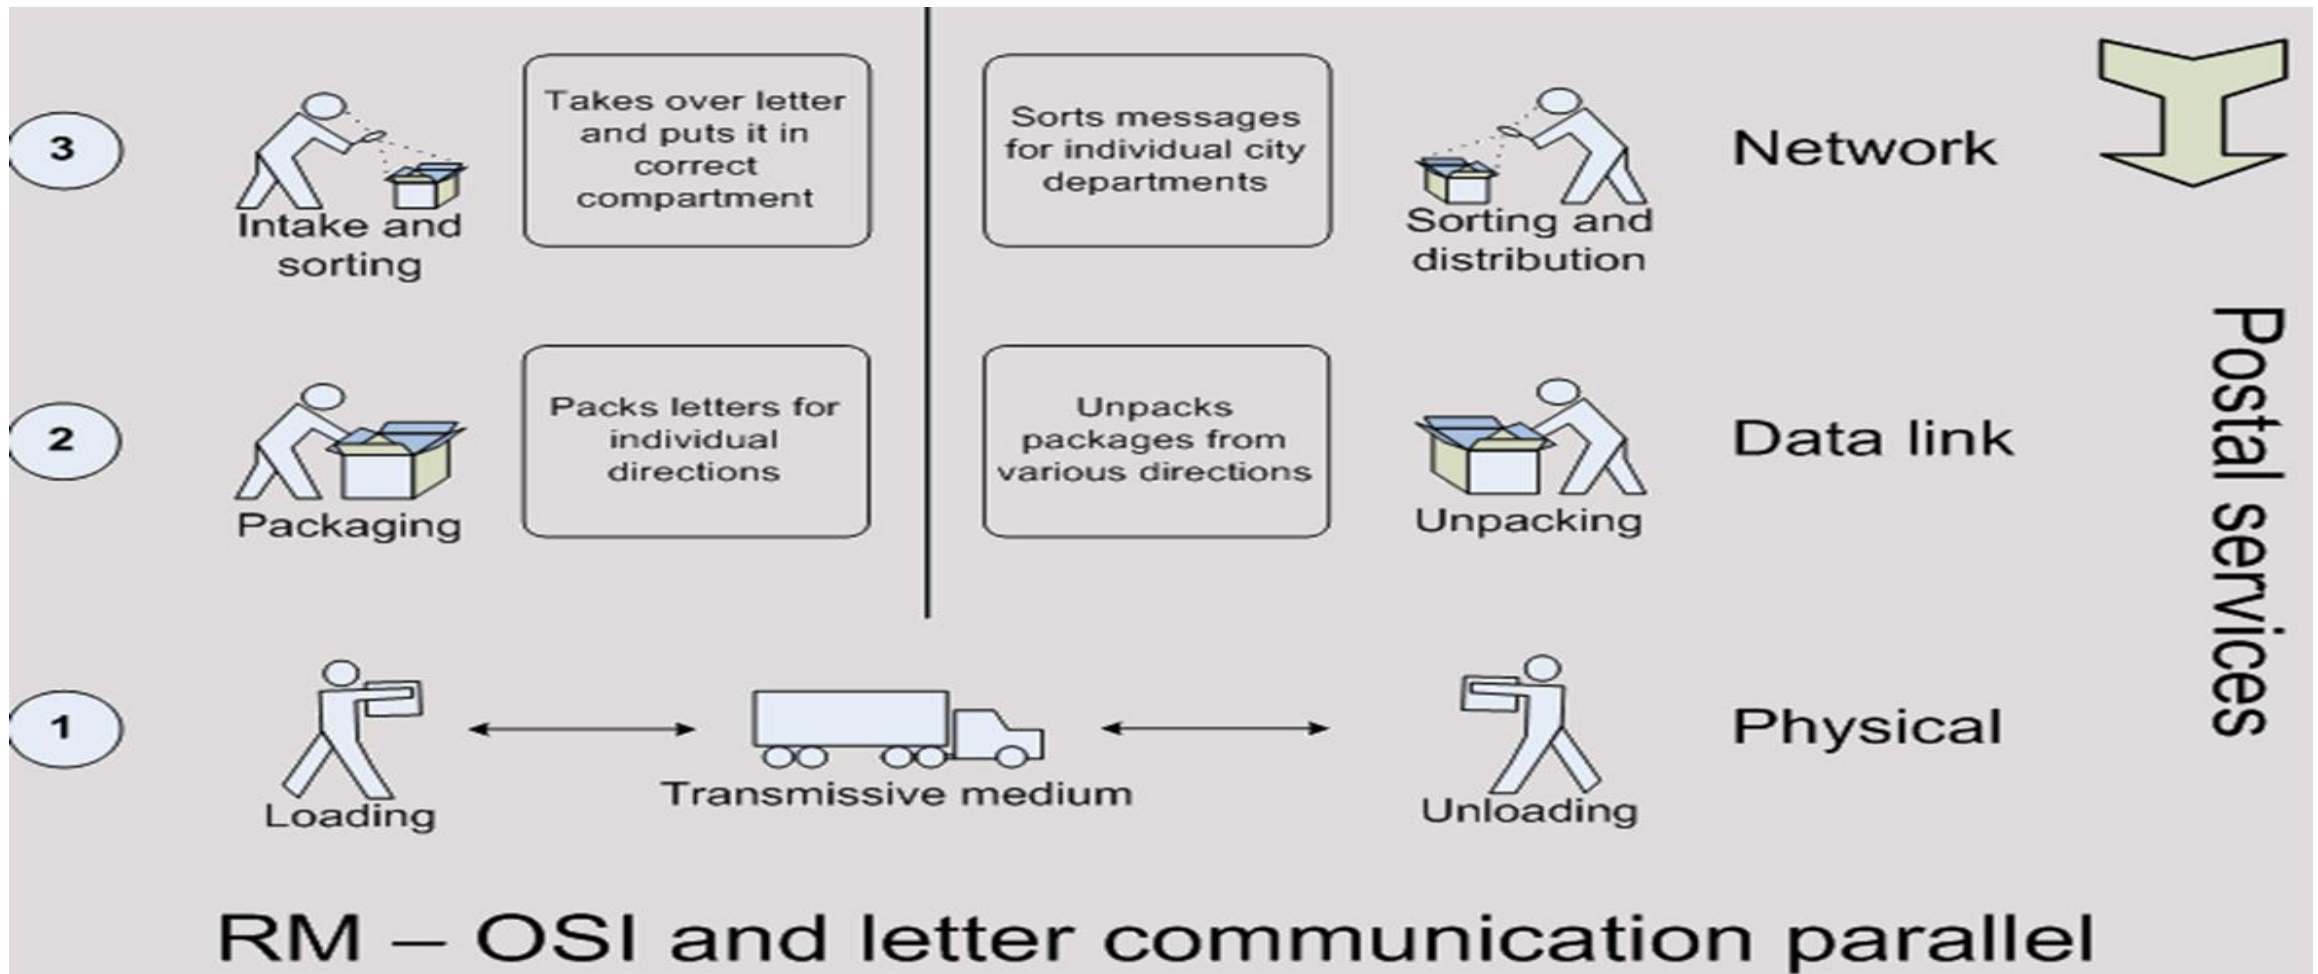 3
Intake and
sorting
Takes over letter
and puts it in
correct
compartment
Sorts messages
for individual city
departments
Sorting and
distribution
Network
2
Packaging
Packs letters for
individual
directions
Unpacks
packages from
various directions
Unpacking
Data link
Postal services
1
Loading
Transmissive medium
Unloading
Physical
RM – OSI and letter communication parallel